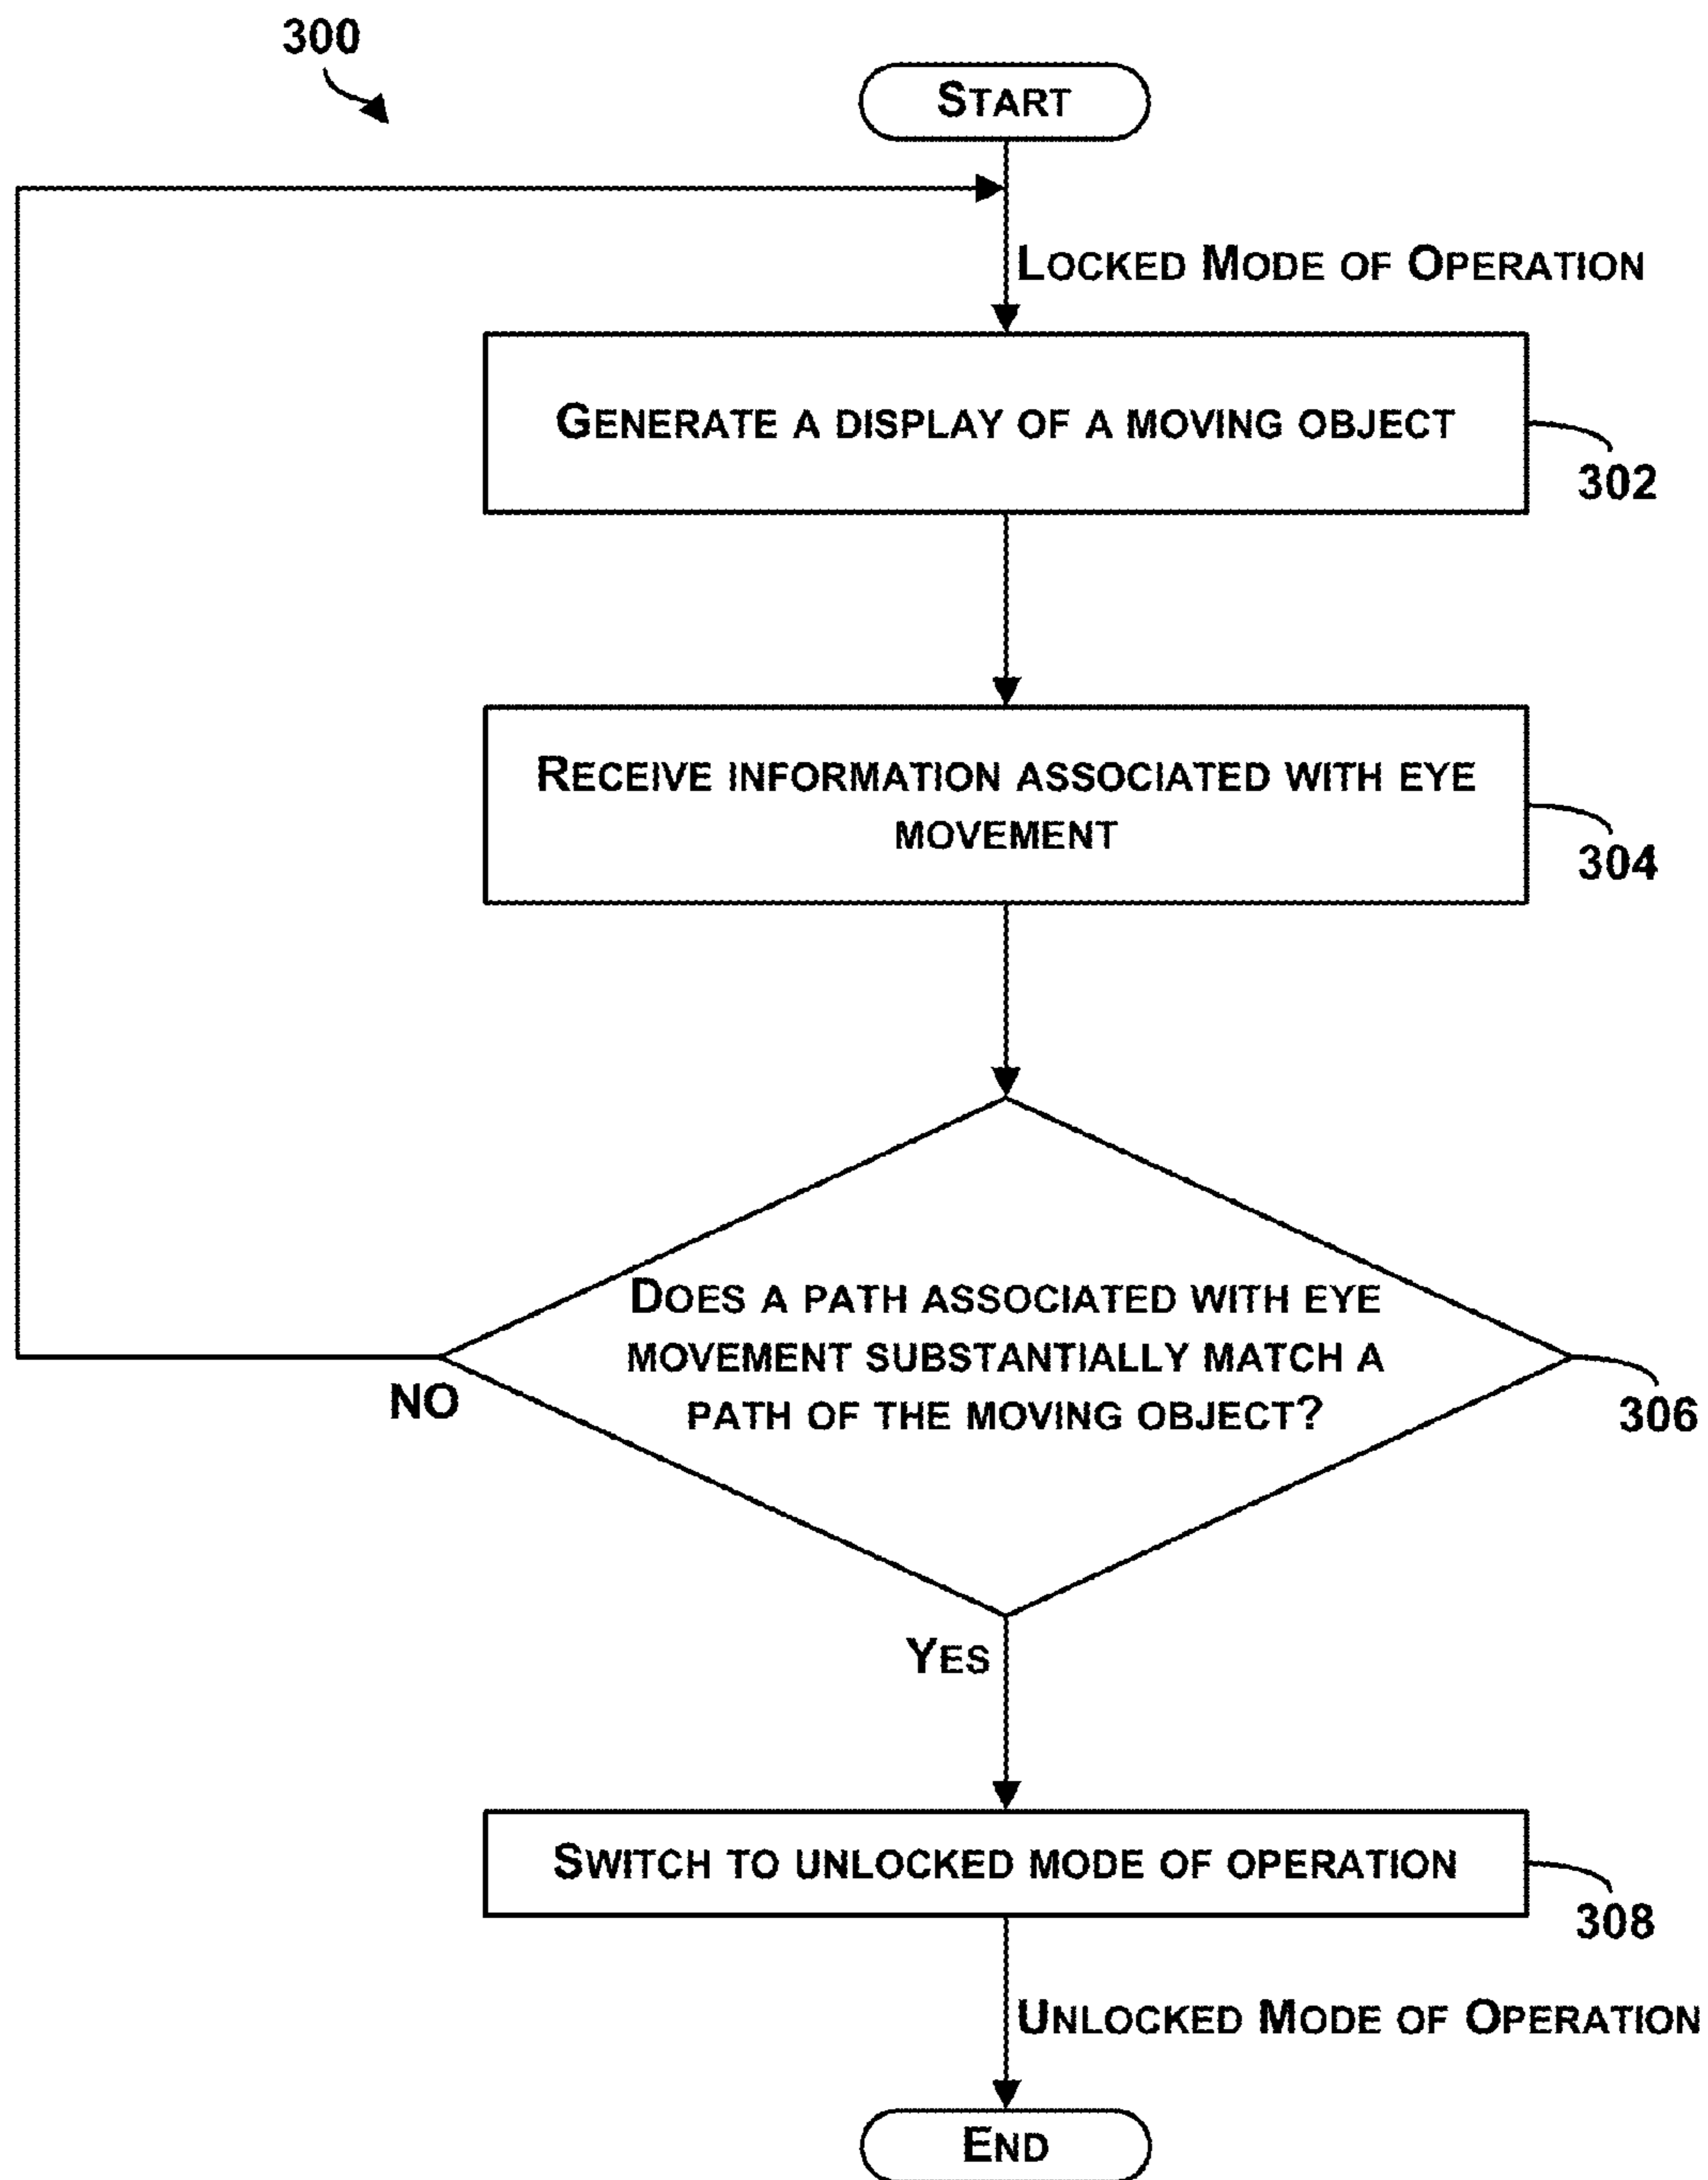 300
START
LOCKED MODE OF OPERATION
GENERATE A DISPLAY OF A MOVING OBJECT
302
RECEIVE INFORMATION ASSOCIATED WITH EYE
MOVEMENT
304
DOES A PATH ASSOCIATED WITH EYE
MOVEMENT SUBSTANTIALLY MATCH A
PATH OF THE MOVING OBJECT?
NO
306
YES
SWITCH TO UNLOCKED MODE OF OPERATION
308
UNLOCKED MODE OF OPERATION
END